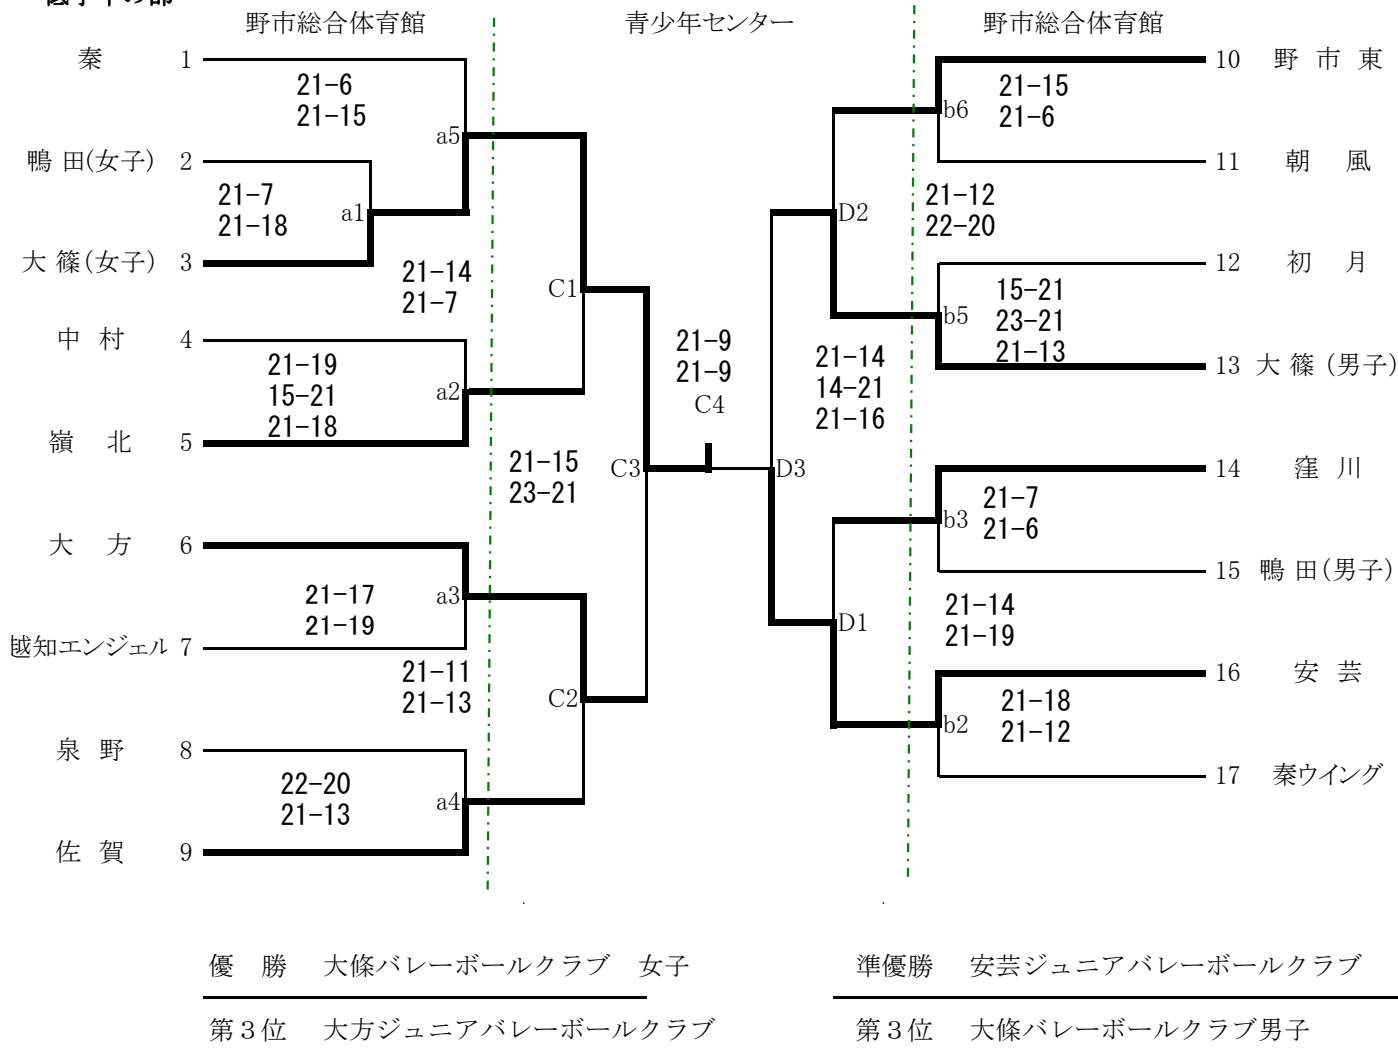 野市総合体育館
青少年センター
野市総合体育館
秦 1
21-6
21-15
a5
鴨 田(女子) 2
21-7
21-18
a1
大 篠(女子) 3
21-14
21-7
C1
中 村 4
21-19
15-21
21-18
a2
嶺 北 5
21-15
23-21
C3
大 方 6
21-17
21-19
a3
越知エンジェル 7
21-11
21-13
C2
泉 野 8
22-20
21-13
a4
佐 賀 9
21-9
21-9
C4
10 野 市 東
21-15
21-6
b6
11 朝 風
21-12
22-20
D2
12 初 月
15-21
23-21
21-13
b5
13 大 篠 (男子)
21-14
14-21
21-16
D3
14 窪 川
21-7
21-6
b3
15 鴨 田(男子)
21-14
21-19
D1
16 安 芸
21-18
21-12
b2
17 秦ウイング
優 勝 大條バレーボールクラブ 女子
準優勝 安芸ジュニアバレーボールクラブ
第3位 大方ジュニアバレーボールクラブ
第3位 大條バレーボールクラブ男子